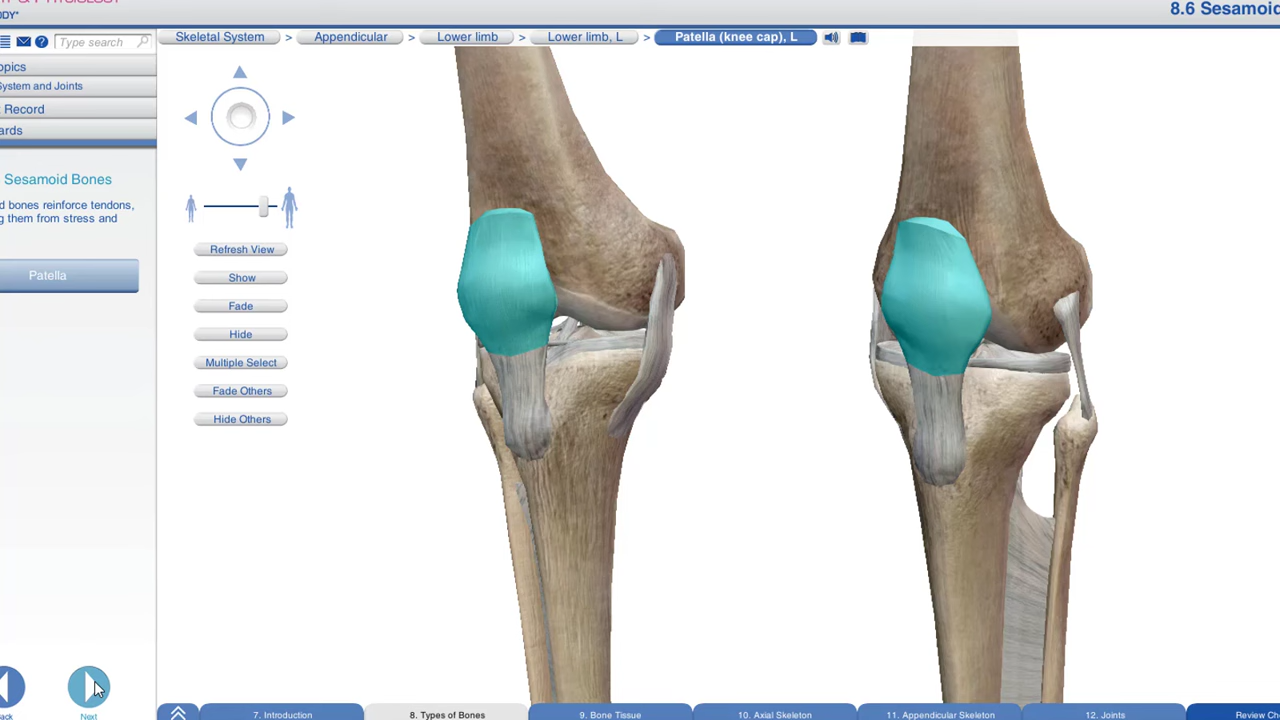 8.6 Sesamoid
ODY*
Type search
Skeletal System > Appendicular > Lower limb > Lower limb, L > Patella (knee cap), L
opics
System and Joints
Record
ards
Sesamoid Bones
d bones reinforce tendons,
g them from stress and
Patella
Refresh View
Show
Fade
Hide
Multiple Select
Fade Others
Hide Others
ack
Next
7. Introduction
8. Types of Bones
9. Bone Tissue
10. Axial Skeleton
11. Appendicular Skeleton
12. Joints
Review Ch